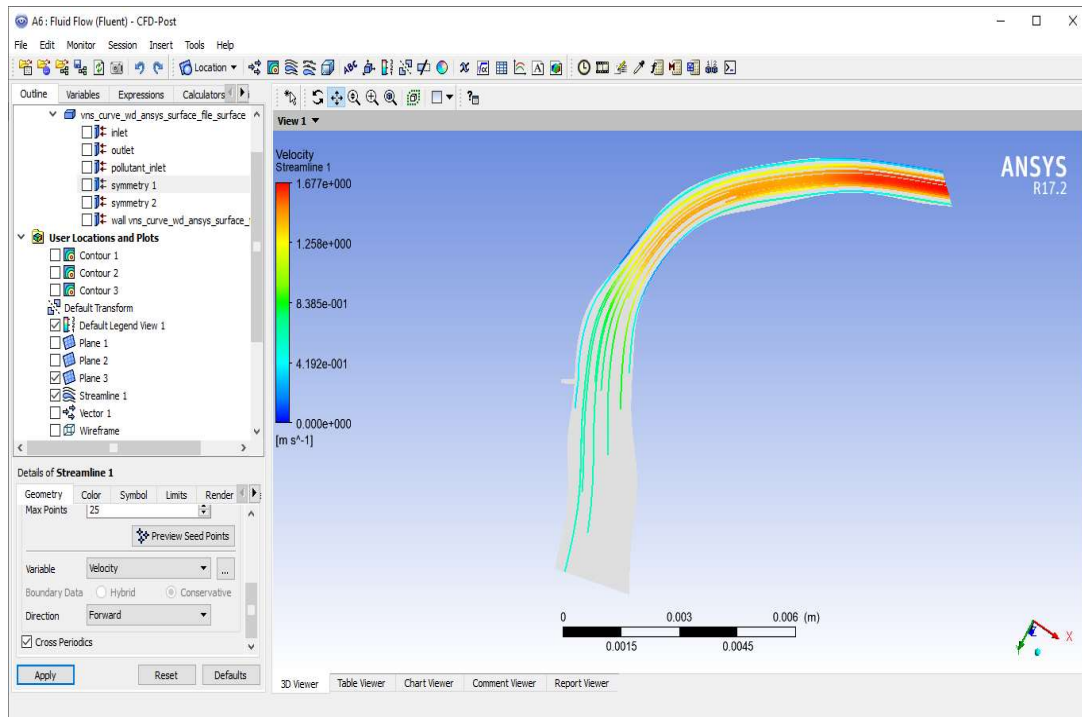 A6 : Fluid Flow (Fluent) - CFD-Post
File Edit Monitor Session Insert Tools Help
Location
Outline Variables Expressions Calculators
vns_curve_wd_ansys_surface_file_surface
inlet
outlet
pollutant_inlet
symmetry 1
symmetry 2
wall vns_curve_wd_ansys_surface_
User Locations and Plots
Contour 1
Contour 2
Contour 3
Default Transform
Default Legend View 1
Plane 1
Plane 2
Plane 3
Streamline 1
Vector 1
Wireframe
Details of Streamline 1
Geometry Color Symbol Limits Render
Max Points 25
Preview Seed Points
Variable Velocity ...
Boundary Data Hybrid Conservative
Direction Forward
Cross Periodics
Apply Reset Defaults
View 1
Velocity
Streamline 1
1.677e+000
1.258e+000
8.385e-001
4.192e-001
0.000e+000
[m s^-1]
ANSYS
R17.2
0 0.003 0.006 (m)
0.0015 0.0045
X
3D Viewer Table Viewer Chart Viewer Comment Viewer Report Viewer